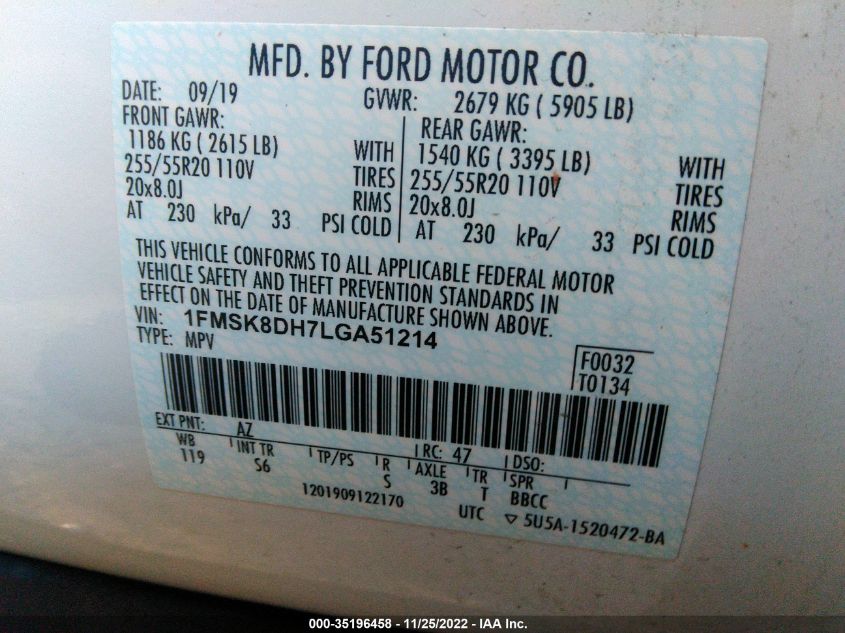 MFD. BY FORD MOTOR CO.
DATE: 09/19 GVWR: 2679 KG ( 5905 LB)
FRONT GAWR: REAR GAWR:
1186 KG ( 2615 LB) WITH 1540 KG ( 3395 LB) WITH
255/55R20 110V TIRES 255/55R20 110V TIRES
20x8.0J RIMS 20x8.0J RIMS
AT 230 kPa/ 33 PSI COLD AT 230 kPa/ 33 PSI COLD
THIS VEHICLE CONFORMS TO ALL APPLICABLE FEDERAL MOTOR
VEHICLE SAFETY AND THEFT PREVENTION STANDARDS IN
EFFECT ON THE DATE OF MANUFACTURE SHOWN ABOVE.
VIN: 1FMSK8DH7LGA51214
TYPE: MPV
F0032
T0134
EXT PNT: AZ RC: 47 DSO:
WB INT TR TP/PS R AXLE TR SPR
119 S6 S 3B T BBCC
1201909122170 UTC ▽ 5U5A-1520472-BA
000-35196458 - 11/25/2022 - IAA Inc.